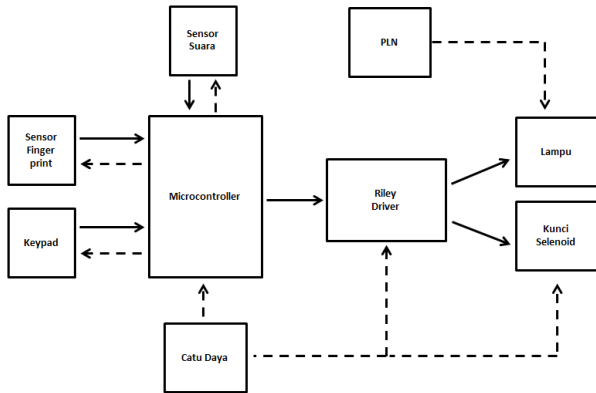 Sensor
Suara
PLN
Sensor
Finger
print
Microcontroller
Riley
Driver
Lampu
Keypad
Kunci
Selenoid
Catu Daya